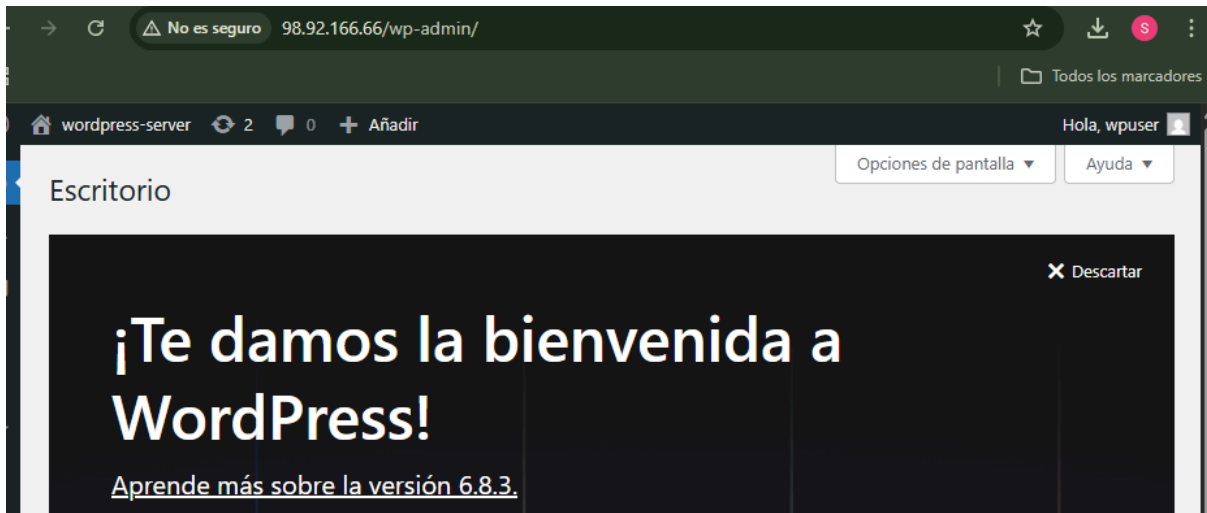 No es seguro 98.92.166.66/wp-admin/ S
Todos los marcadores
wordpress-server 2 0 + Añadir Hola, wpuser
Opciones de pantalla ▼ Ayuda ▼
Escritorio
Descartar
¡Te damos la bienvenida a
WordPress!
Aprende más sobre la versión 6.8.3.